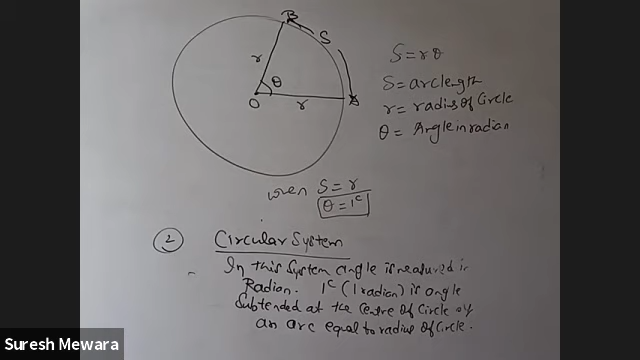 B
S
r
θ
O
r
A
S = rθ
S = arc length
r = radius of Circle
θ = Angle in radian
when S = r
θ = 1ᶜ
2
Circular System
In this System angle is measured in
Radian. 1ᶜ (1 radian) is angle
Subtended at the Centre of Circle by
an arc equal to radius of Circle.
Suresh Mewara